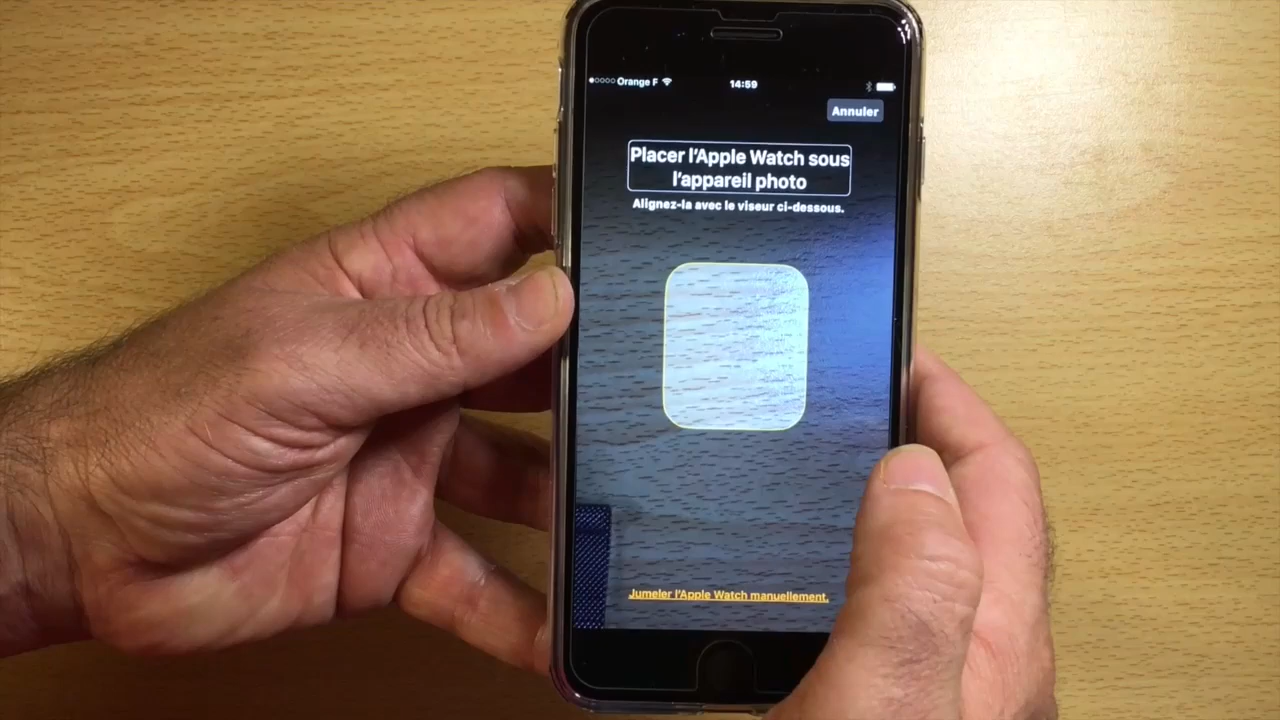 Orange F 14:59
Annuler
Placer l'Apple Watch sous
l'appareil photo
Alignez-la avec le viseur ci-dessous.
Jumeler l'Apple Watch manuellement.